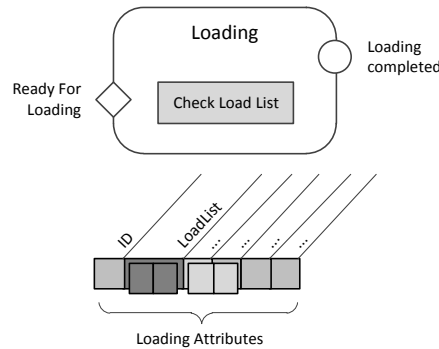 Loading
Loading
completed
Ready For
Loading
Check Load List
ID
LoadList
...
...
...
...
Loading Attributes